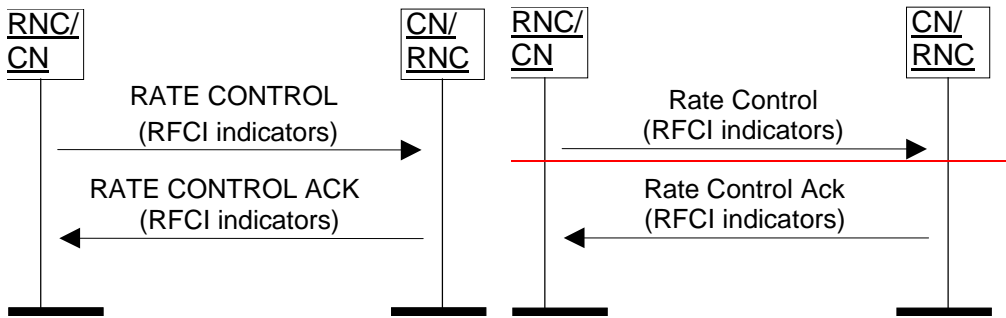 RNC/
CN
CN/
RNC
RATE CONTROL
(RFCI indicators)
RATE CONTROL ACK
(RFCI indicators)
RNC/
CN
CN/
RNC
Rate Control
(RFCI indicators)
Rate Control Ack
(RFCI indicators)